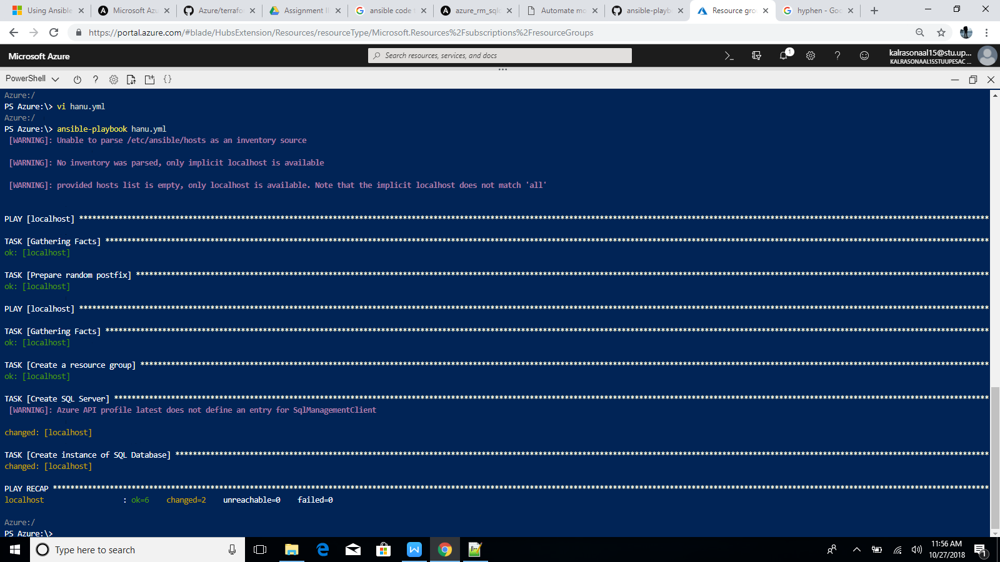 Using Ansible
Microsoft Azu
Azure/terrafo
Assignment II
ansible code f
azure_rm_sqld
Automate mo
ansible-playb
Resource gro
hyphen - Goo
https://portal.azure.com/#blade/HubsExtension/Resources/resourceType/Microsoft.Resources%2Fsubscriptions%2FresourceGroups
Microsoft Azure
Search resources, services, and docs
1
kalrasonaal15@stu.up...
KALRASONAAL15STUUPESAC ...
PowerShell
Azure:/
PS Azure:\> vi hanu.yml
Azure:/
PS Azure:\> ansible-playbook hanu.yml
[WARNING]: Unable to parse /etc/ansible/hosts as an inventory source
[WARNING]: No inventory was parsed, only implicit localhost is available
[WARNING]: provided hosts list is empty, only localhost is available. Note that the implicit localhost does not match 'all'
PLAY [localhost] ****************
TASK [Gathering Facts] ****************
ok: [localhost]
TASK [Prepare random postfix] ****************
ok: [localhost]
PLAY [localhost] ****************
TASK [Gathering Facts] ****************
ok: [localhost]
TASK [Create a resource group] ****************
ok: [localhost]
TASK [Create SQL Server] ****************
[WARNING]: Azure API profile latest does not define an entry for SqlManagementClient
changed: [localhost]
TASK [Create instance of SQL Database] ****************
changed: [localhost]
PLAY RECAP ****************
localhost : ok=6 changed=2 unreachable=0 failed=0
Azure:/
PS Azure:\>
Type here to search
11:56 AM
10/27/2018
1